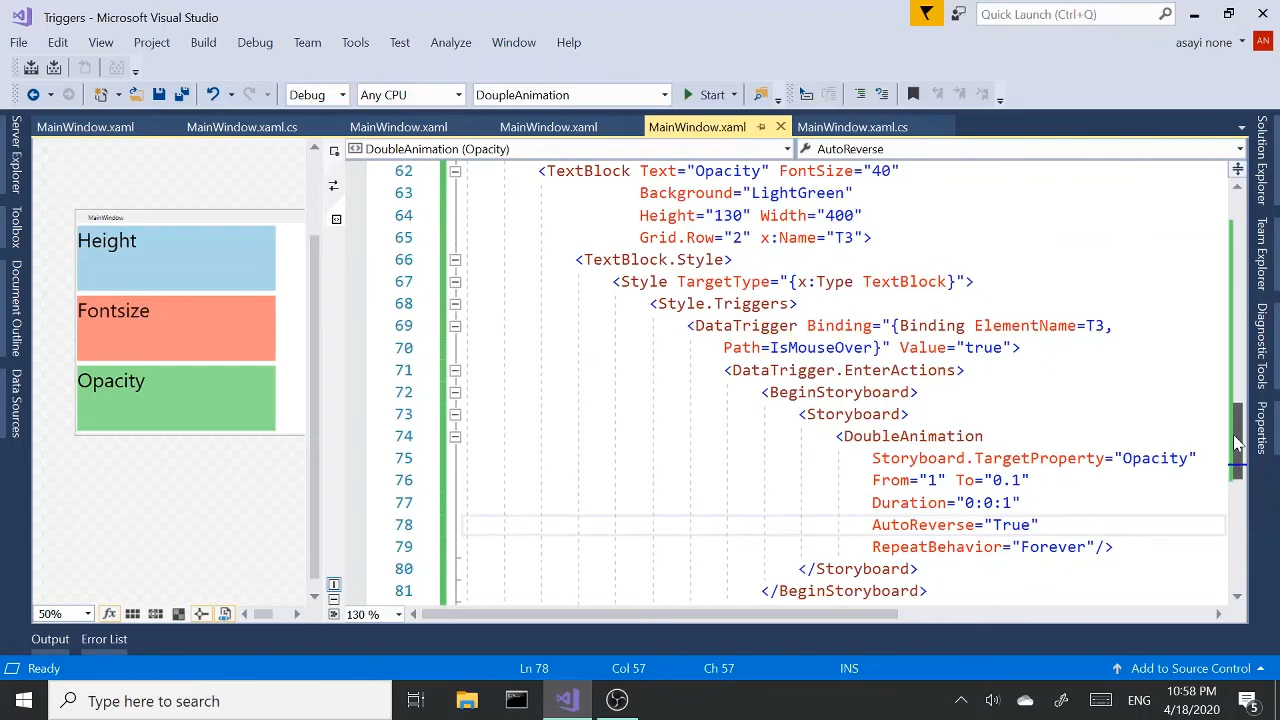 Triggers - Microsoft Visual Studio
Quick Launch (Ctrl+Q)
File Edit View Project Build Debug Team Tools Test Analyze Window Help
asayi none
AN
Debug Any CPU DoupleAnimation Start
MainWindow.xaml MainWindow.xaml.cs MainWindow.xaml MainWindow.xaml MainWindow.xaml MainWindow.xaml.cs
DoubleAnimation (Opacity) AutoReverse
Server Explorer
Toolbox
Document Outline
Data Sources
MainWindow
Height
Fontsize
Opacity
62 <TextBlock Text="Opacity" FontSize="40"
63 Background="LightGreen"
64 Height="130" Width="400"
65 Grid.Row="2" x:Name="T3">
66 <TextBlock.Style>
67 <Style TargetType="{x:Type TextBlock}">
68 <Style.Triggers>
69 <DataTrigger Binding="{Binding ElementName=T3,
70 Path=IsMouseOver}" Value="true">
71 <DataTrigger.EnterActions>
72 <BeginStoryboard>
73 <Storyboard>
74 <DoubleAnimation
75 Storyboard.TargetProperty="Opacity"
76 From="1" To="0.1"
77 Duration="0:0:1"
78 AutoReverse="True"
79 RepeatBehavior="Forever"/>
80 </Storyboard>
81 </BeginStoryboard>
Solution Explorer
Team Explorer
Diagnostic Tools
Properties
50% fx 130 %
Output Error List
Ready Ln 78 Col 57 Ch 57 INS Add to Source Control
Type here to search
ENG
10:58 PM
4/18/2020
5